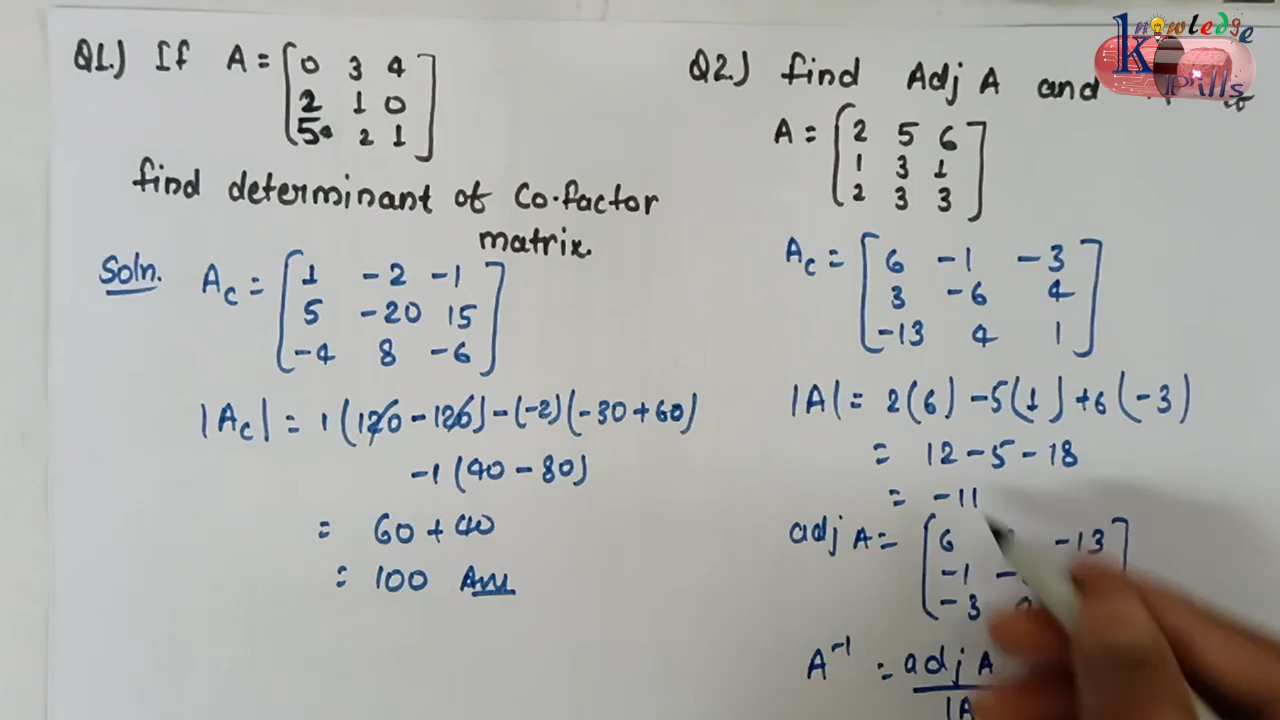 Knowledge
Pills
Q1.) If A = [0 3 4
2 1 0
5 2 1]
find determinant of Co-factor
matrix.
Soln. Ac = [1 -2 -1
5 -20 15
-4 8 -6]
|Ac| = 1(120-120) -(-2)(-30+60)
-1(40-80)
= 60+40
= 100 Ans
Q2.) find Adj A and
A = [2 5 6
1 3 1
2 3 3]
Ac = [6 -1 -3
3 -6 4
-13 4 1]
|A| = 2(6) -5(1) +6(-3)
= 12-5-18
= -11
adj A = [6 -13]
-1
-3
A⁻¹ = adj A
|A